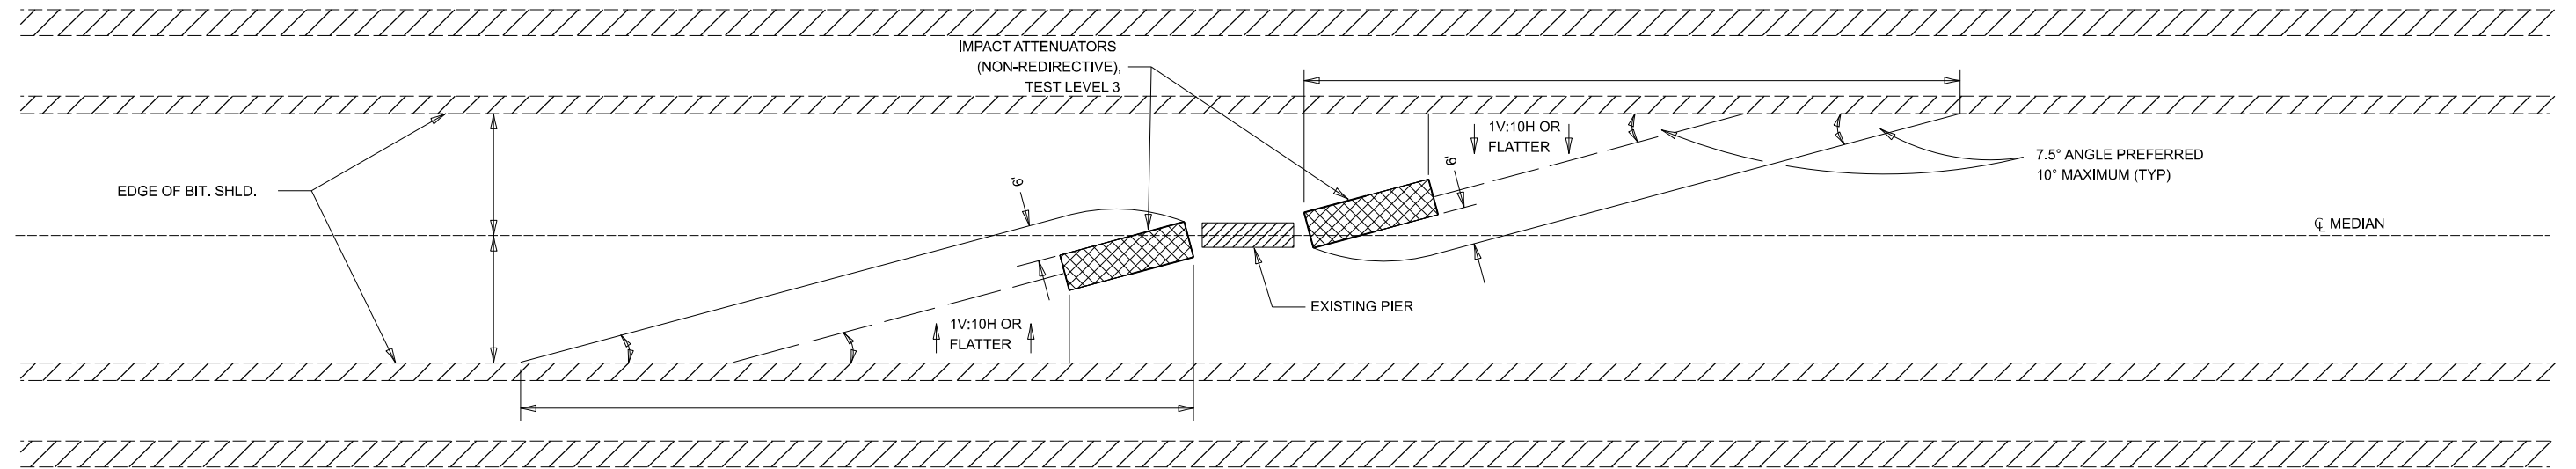 IMPACT ATTENUATORS
(NON-REDIRECTIVE),
TEST LEVEL 3
1V:10H OR
FLATTER
6'
7.5° ANGLE PREFERRED
10° MAXIMUM (TYP)
EDGE OF BIT. SHLD.
6'
℄ MEDIAN
EXISTING PIER
1V:10H OR
FLATTER